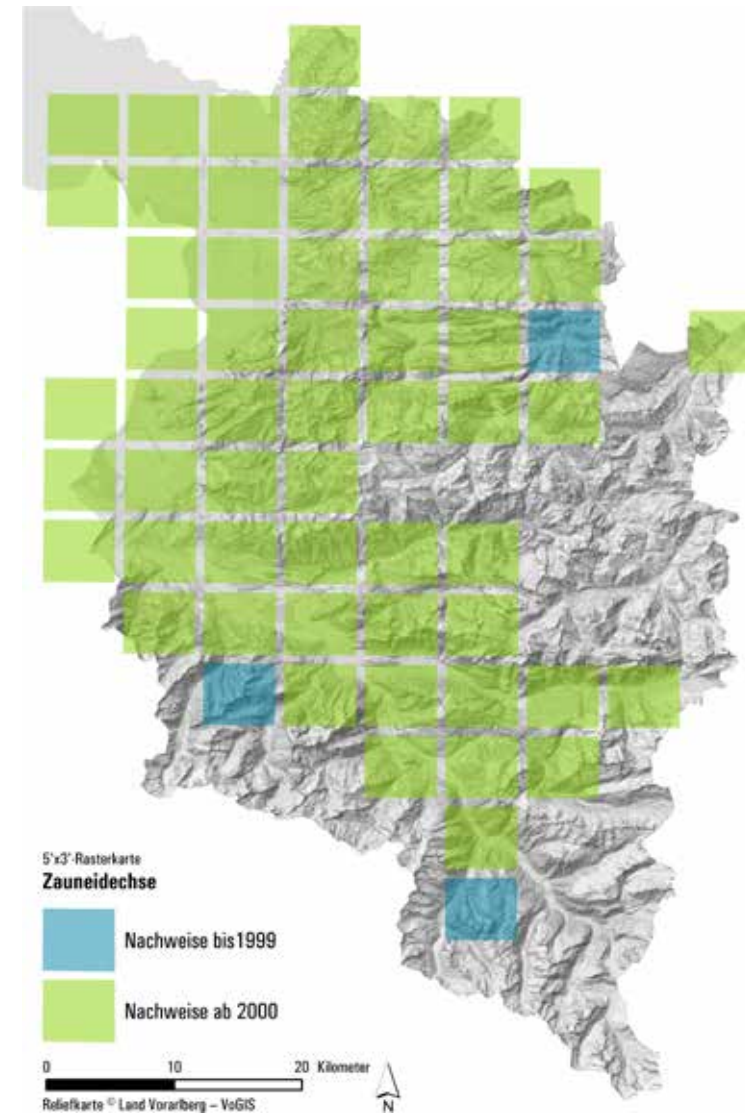 5'x3'-Rasterkarte
Zauneidechse
Nachweise bis1999
Nachweise ab 2000
0 10 20 Kilometer
N
Reliefkarte © Land Vorarlberg – VoGIS